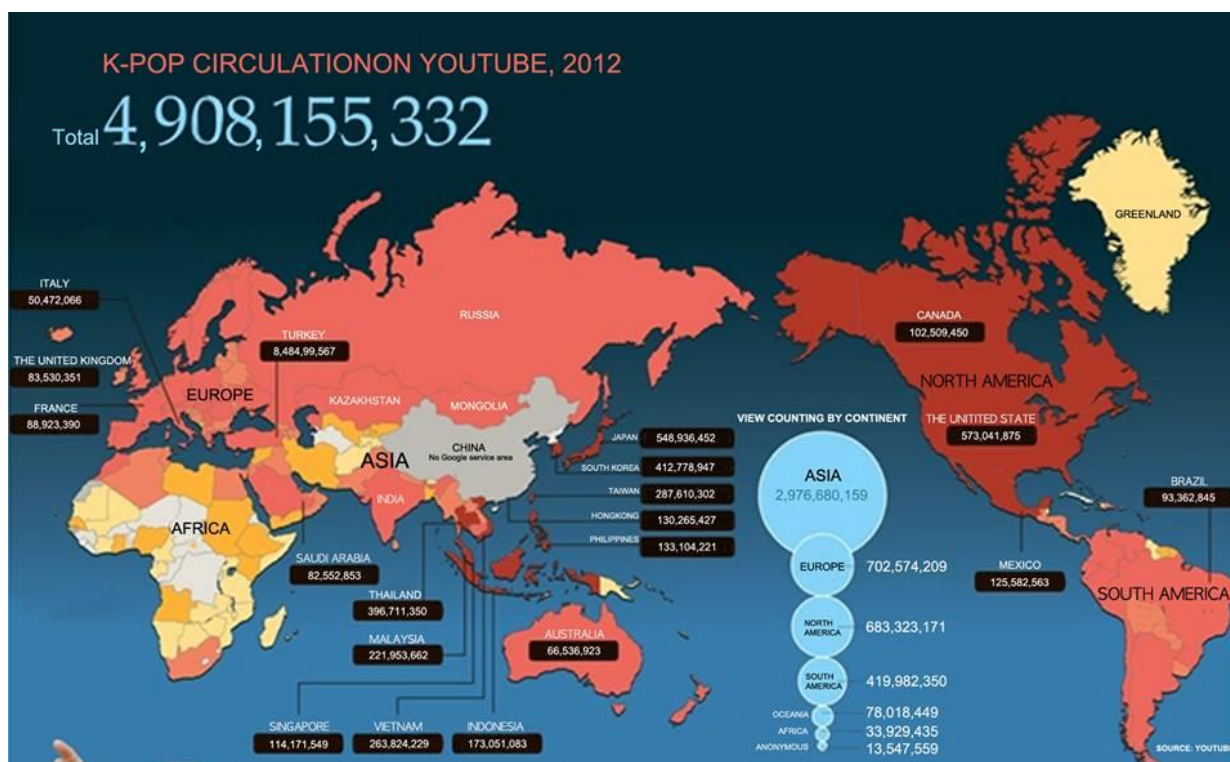 K-POP CIRCULATIONON YOUTUBE, 2012
Total 4,908,155,332
GREENLAND
ITALY
50,472,066
RUSSIA
CANADA
102,509,450
TURKEY
8,484,99,567
THE UNITED KINGDOM
83,530,351
EUROPE
NORTH AMERICA
FRANCE
88,923,390
KAZAKHSTAN
MONGOLIA
VIEW COUNTING BY CONTINENT
THE UNTITED STATE
573,041,875
CHINA
No Google service area
ASIA
JAPAN 548,936,452
SOUTH KOREA 412,778,947
TAIWAN 287,610,302
HONGKONG 130,265,427
PHILIPPINES 133,104,221
INDIA
AFRICA
ASIA
2,976,680,159
BRAZIL
93,362,845
SAUDI ARABIA
82,552,853
EUROPE 702,574,209
MEXICO
125,582,563
SOUTH AMERICA
THAILAND
396,711,350
NORTH
AMERICA 683,323,171
MALAYSIA
221,953,662
AUSTRALIA
66,536,923
SOUTH
AMERICA 419,982,350
OCEANIA 78,018,449
AFRICA 33,929,435
ANONYMOUS 13,547,559
SINGAPORE
114,171,549
VIETNAM
263,824,229
INDONESIA
173,051,083
SOURCE: YOUTUBE